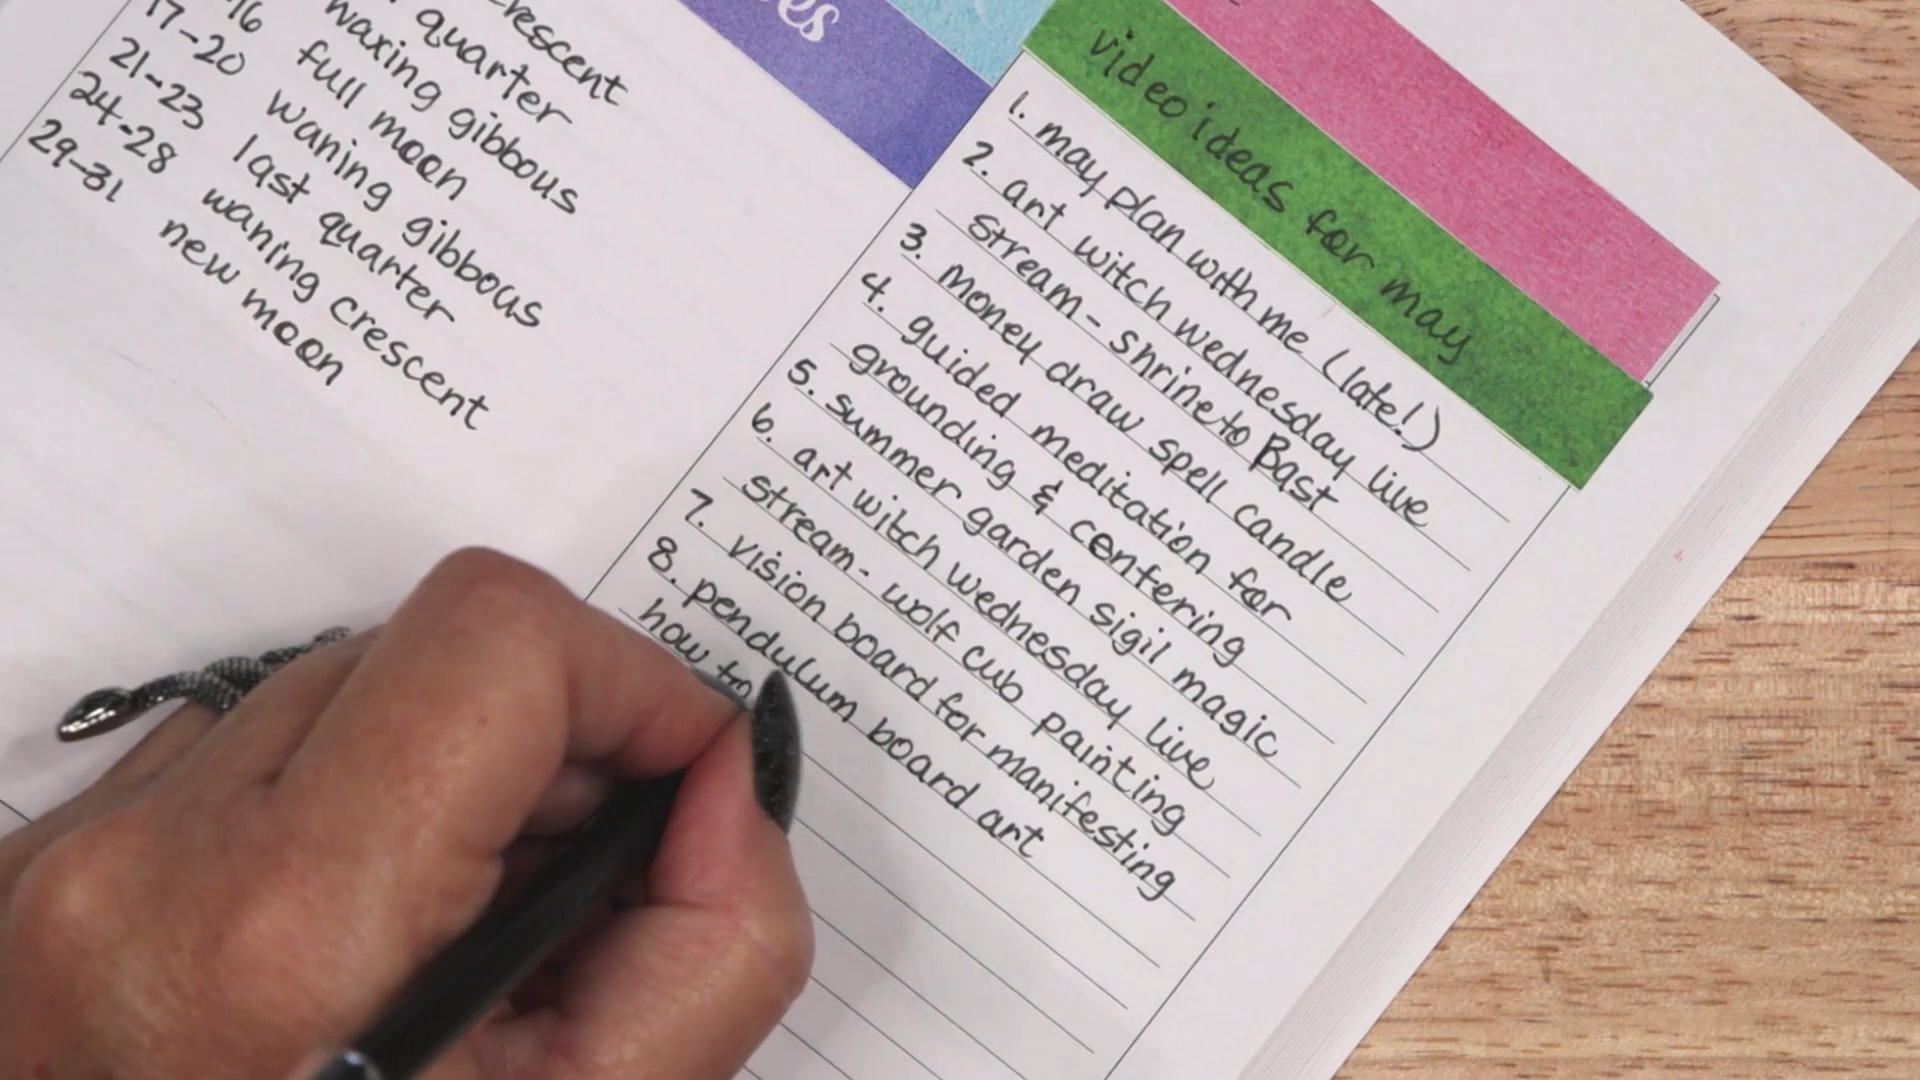 crescent
quarter
-16 waxing gibbous
17-20 full moon
21-23 waning gibbous
24-28 last quarter
29-31 waning crescent
new moon
video ideas for may
1. may plan with me (late!)
2. art witch wednesday live
stream - shrine to Bast
3. money draw spell candle
4. guided meditation for
grounding & centering
5. summer garden sigil magic
6. art witch wednesday live
stream - wolf cub painting
7. vision board for manifesting
8. pendulum board art
how to